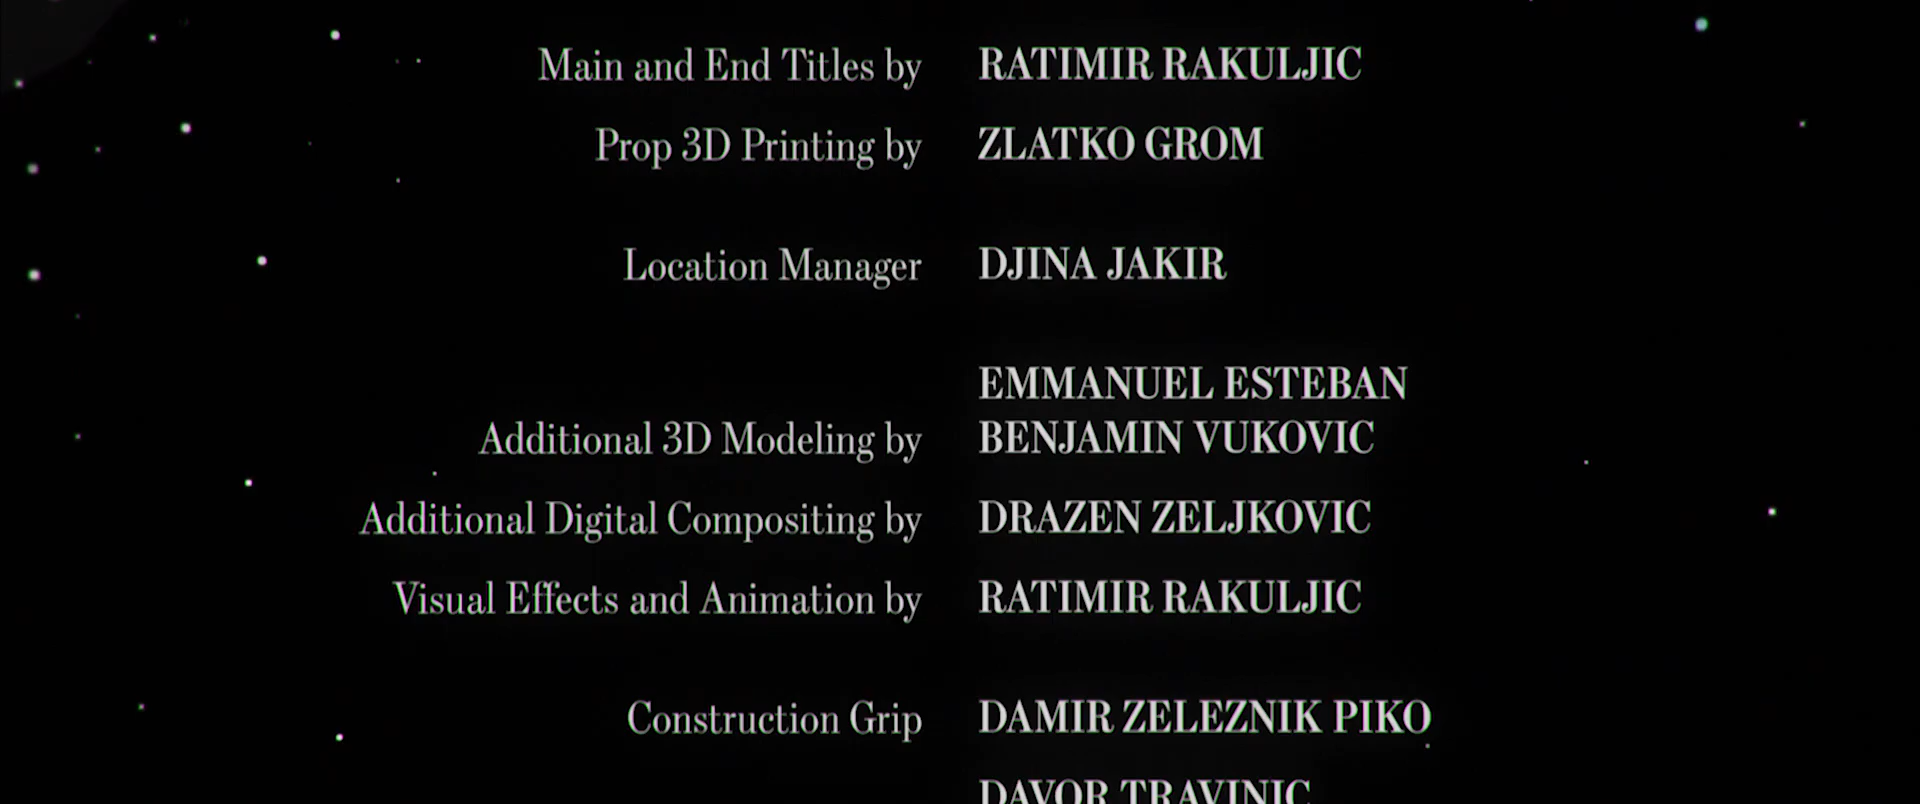 Main and End Titles by RATIMIR RAKULJIC
Prop 3D Printing by ZLATKO GROM
Location Manager DJINA JAKIR
EMMANUEL ESTEBAN
Additional 3D Modeling by BENJAMIN VUKOVIC
Additional Digital Compositing by DRAZEN ZELJKOVIC
Visual Effects and Animation by RATIMIR RAKULJIC
Construction Grip DAMIR ZELEZNIK PIKO
DAVOR TRAVINIC